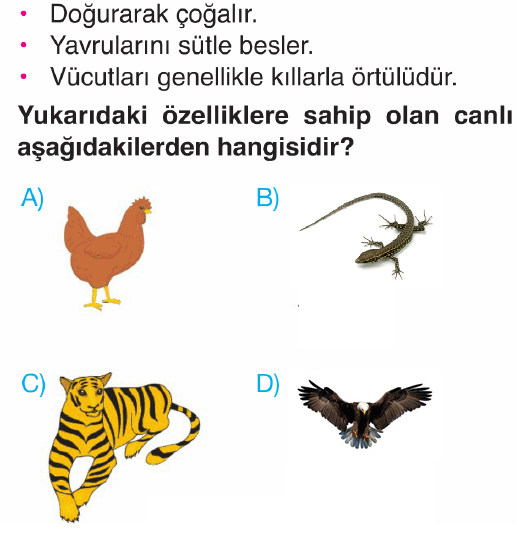 • Doğurarak çoğalır.
• Yavrularını sütle besler.
• Vücutları genellikle kıllarla örtülüdür.
Yukarıdaki özelliklere sahip olan canlı
aşağıdakilerden hangisidir?
A) B)
C) D)